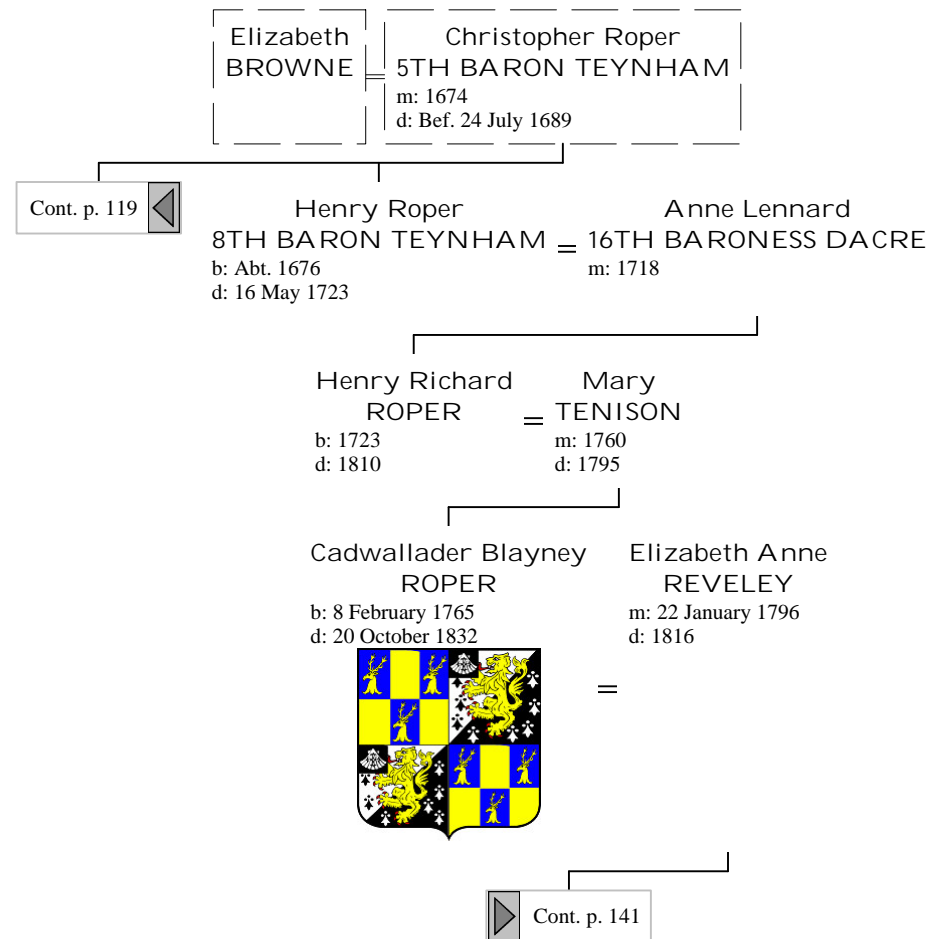 Elizabeth
BROWNE
=
Christopher Roper
5TH BARON TEYNHAM
m: 1674
d: Bef. 24 July 1689
Cont. p. 119
Henry Roper
8TH BARON TEYNHAM
b: Abt. 1676
d: 16 May 1723
=
Anne Lennard
16TH BARONESS DACRE
m: 1718
Henry Richard
ROPER
b: 1723
d: 1810
=
Mary
TENISON
m: 1760
d: 1795
Cadwallader Blayney
ROPER
b: 8 February 1765
d: 20 October 1832
=
Elizabeth Anne
REVELEY
m: 22 January 1796
d: 1816
Cont. p. 141